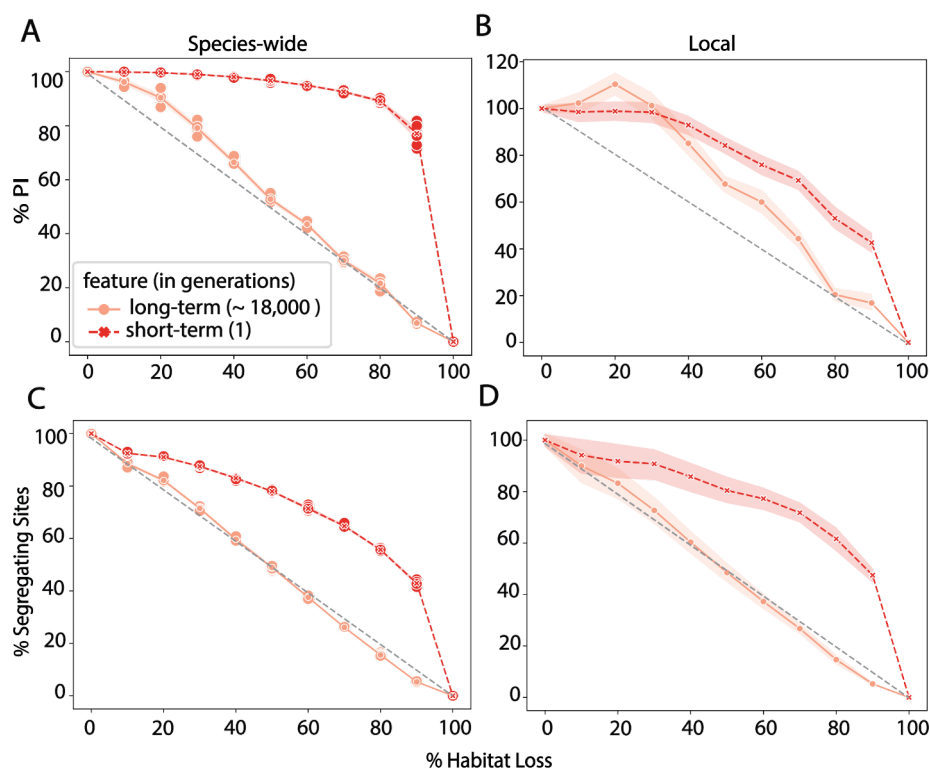 A
Species-wide
B
Local
% PI
100
80
60
40
20
0
feature (in generations)
long-term (~ 18,000 )
short-term (1)
0 20 40 60 80 100
120
100
80
60
40
20
0
0 20 40 60 80 100
C
D
% Segregating Sites
100
80
60
40
20
0
0 20 40 60 80 100
100
80
60
40
20
0
0 20 40 60 80 100
% Habitat Loss